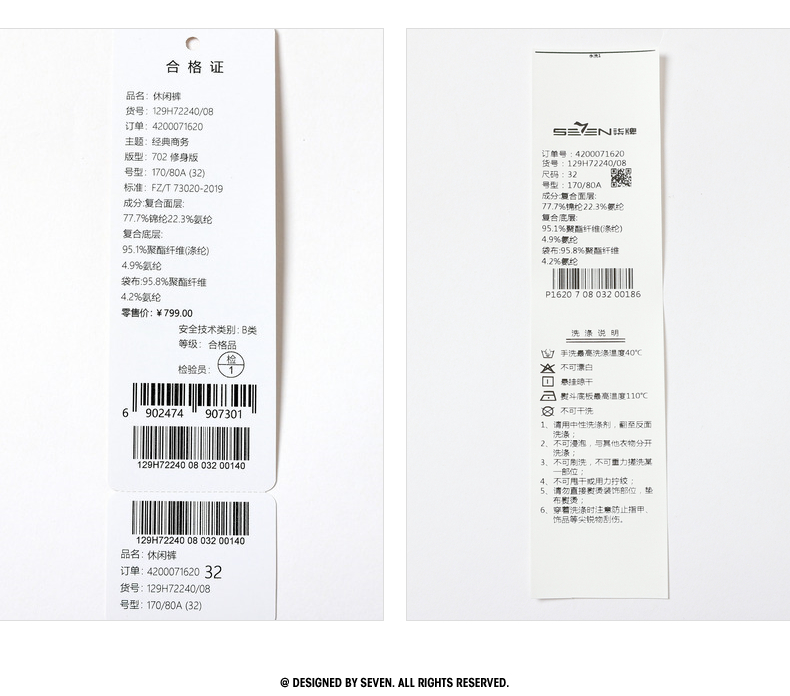 合格证
品名: 休闲裤
货号: 129H72240/08
订单: 4200071620
主题: 经典商务
版型: 702 修身版
号型: 170/80A (32)
标准: FZ/T 73020-2019
成分:复合面层:
77.7%锦纶22.3%氨纶
复合底层:
95.1%聚酯纤维(涤纶)
4.9%氨纶
袋布:95.8%聚酯纤维
4.2%氨纶
零售价: ¥799.00
安全技术类别: B类
等级: 合格品
检验员: 检 1
6 902474 907301
129H72240 08 032 00140
129H72240 08 032 00140
品名: 休闲裤
订单: 4200071620 32
货号: 129H72240/08
号型: 170/80A (32)
水洗1
SEVEN柒牌
订单号: 4200071620
货号: 129H72240/08
尺码: 32
号型: 170/80A
成分:复合面层:
77.7%锦纶22.3%氨纶
复合底层:
95.1%聚酯纤维(涤纶)
4.9%氨纶
袋布:95.8%聚酯纤维
4.2%氨纶
P1620 7 08 032 00186
洗涤说明
手洗最高洗涤温度40℃
不可漂白
悬挂晾干
熨斗底板最高温度110℃
不可干洗
1、请用中性洗涤剂，翻至反面
洗涤；
2、不可浸泡，与其他衣物分开
洗涤；
3、不可刷洗，不可重力搓洗某
一部位；
4、不可甩干或用力拧绞；
5、请勿直接熨烫装饰部位，垫
布熨烫；
6、穿着洗涤时注意防止指甲、
饰品等尖锐物刮伤。
@ DESIGNED BY SEVEN. ALL RIGHTS RESERVED.